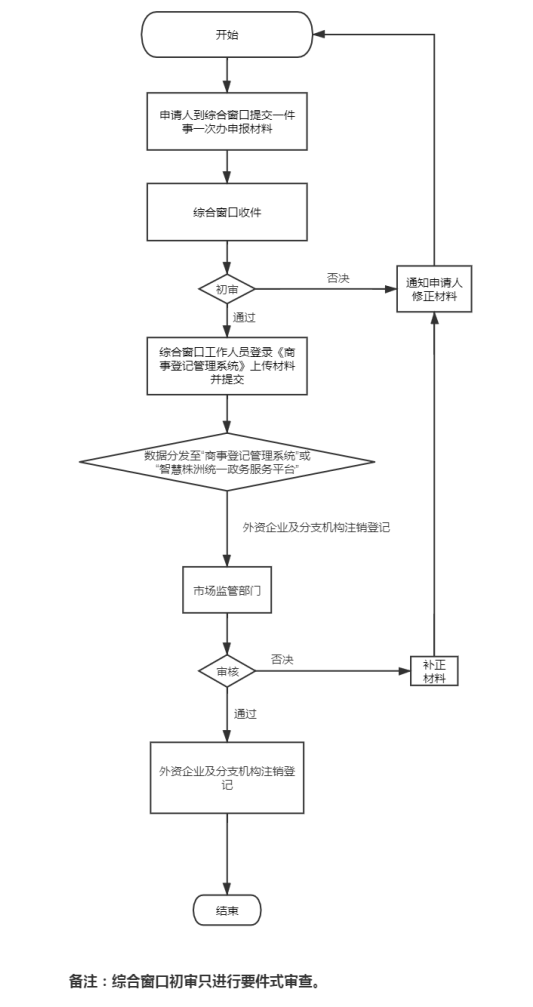 开始
申请人到综合窗口提交一件
事一次办申报材料
综合窗口收件
初审
否决
通知申请人
修正材料
通过
综合窗口工作人员登录《商
事登记管理系统》上传材料
并提交
数据分发至“商事登记管理系统”或
“智慧株洲统一政务服务平台”
外资企业及分支机构注销登记
市场监管部门
审核
否决
补正
材料
通过
外资企业及分支机构注销登
记
结束
备注：综合窗口初审只进行要件式审查。